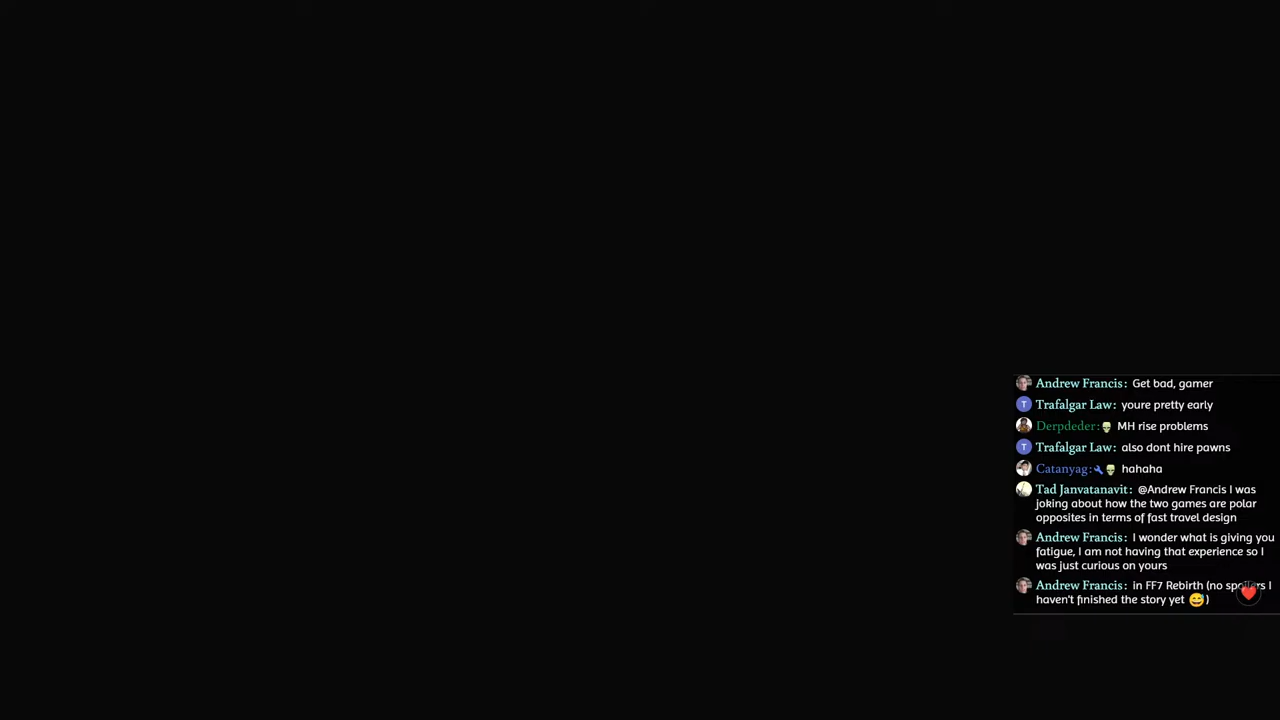 Andrew Francis: Get bad, gamer
T Trafalgar Law: youre pretty early
Derpdeder: MH rise problems
T Trafalgar Law: also dont hire pawns
Catanyag: hahaha
Tad Janvatanavit: @Andrew Francis I was
joking about how the two games are polar
opposites in terms of fast travel design
Andrew Francis: I wonder what is giving you
fatigue, I am not having that experience so I
was just curious on yours
Andrew Francis: in FF7 Rebirth (no spoilers I
haven't finished the story yet 😅)